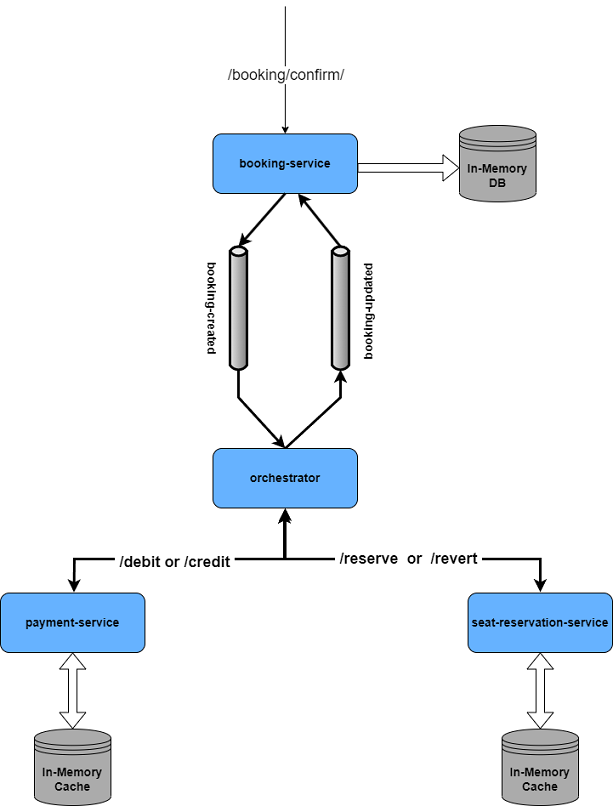 /booking/confirm/
booking-service
In-Memory
DB
booking-created
booking-updated
orchestrator
/debit or /credit
/reserve or /revert
payment-service
seat-reservation-service
In-Memory
Cache
In-Memory
Cache